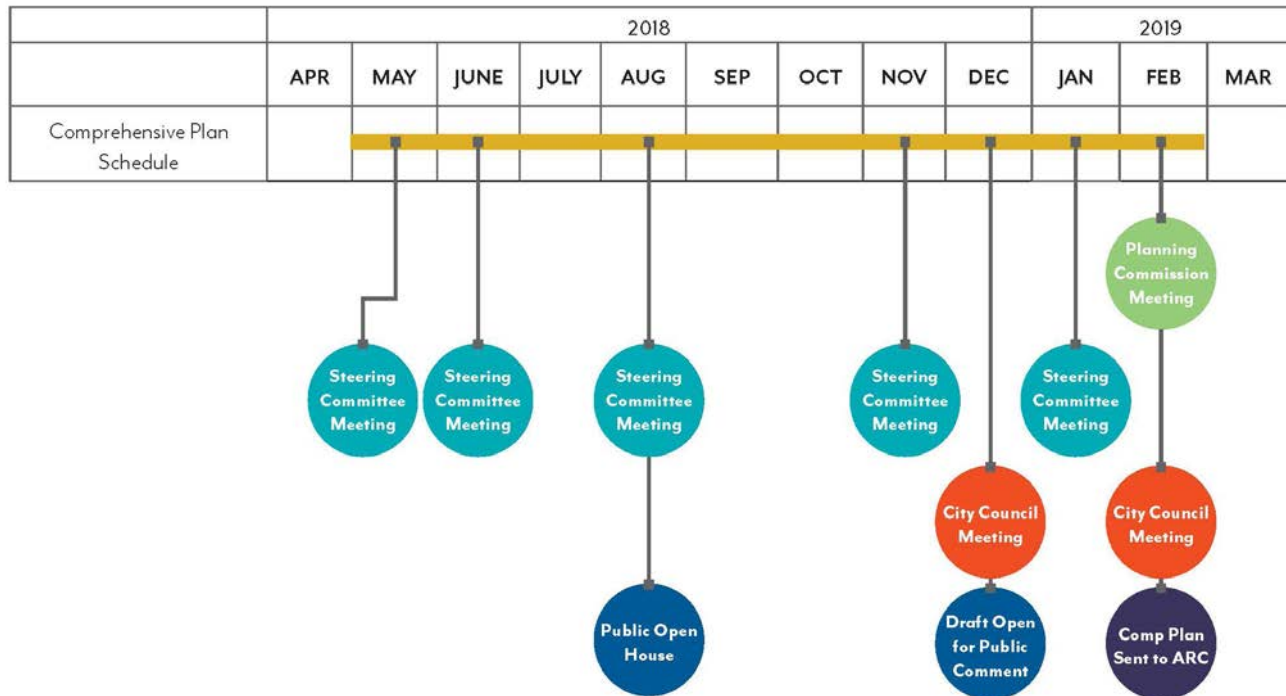 2018
2019
APR
MAY
JUNE
JULY
AUG
SEP
OCT
NOV
DEC
JAN
FEB
MAR
Comprehensive Plan
Schedule
Planning
Commission
Meeting
Steering
Committee
Meeting
Steering
Committee
Meeting
Steering
Committee
Meeting
Steering
Committee
Meeting
Steering
Committee
Meeting
City Council
Meeting
City Council
Meeting
Public Open
House
Draft Open
for Public
Comment
Comp Plan
Sent to ARC